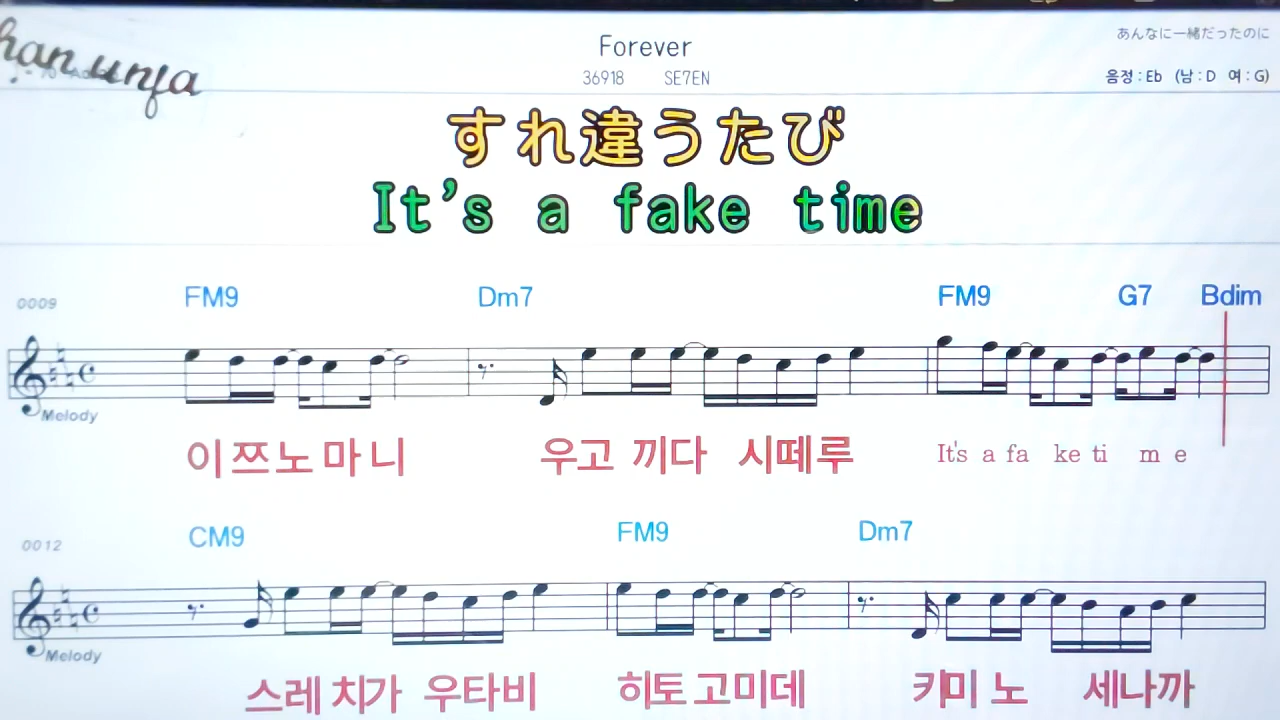 han unja
Forever
あんなに一緒だったのに
36918 SE7EN
음정 : Eb (남 : D 여 : G)
すれ違うたび
It's a fake time
0009 FM9 Dm7 FM9 G7 Bdim
Melody
이쯔노마니 우고 끼다 시떼루 It's a fa ke ti m e
0012 CM9 FM9 Dm7
Melody
스레 치가 우타비 히토고미데 키미 노 세나까